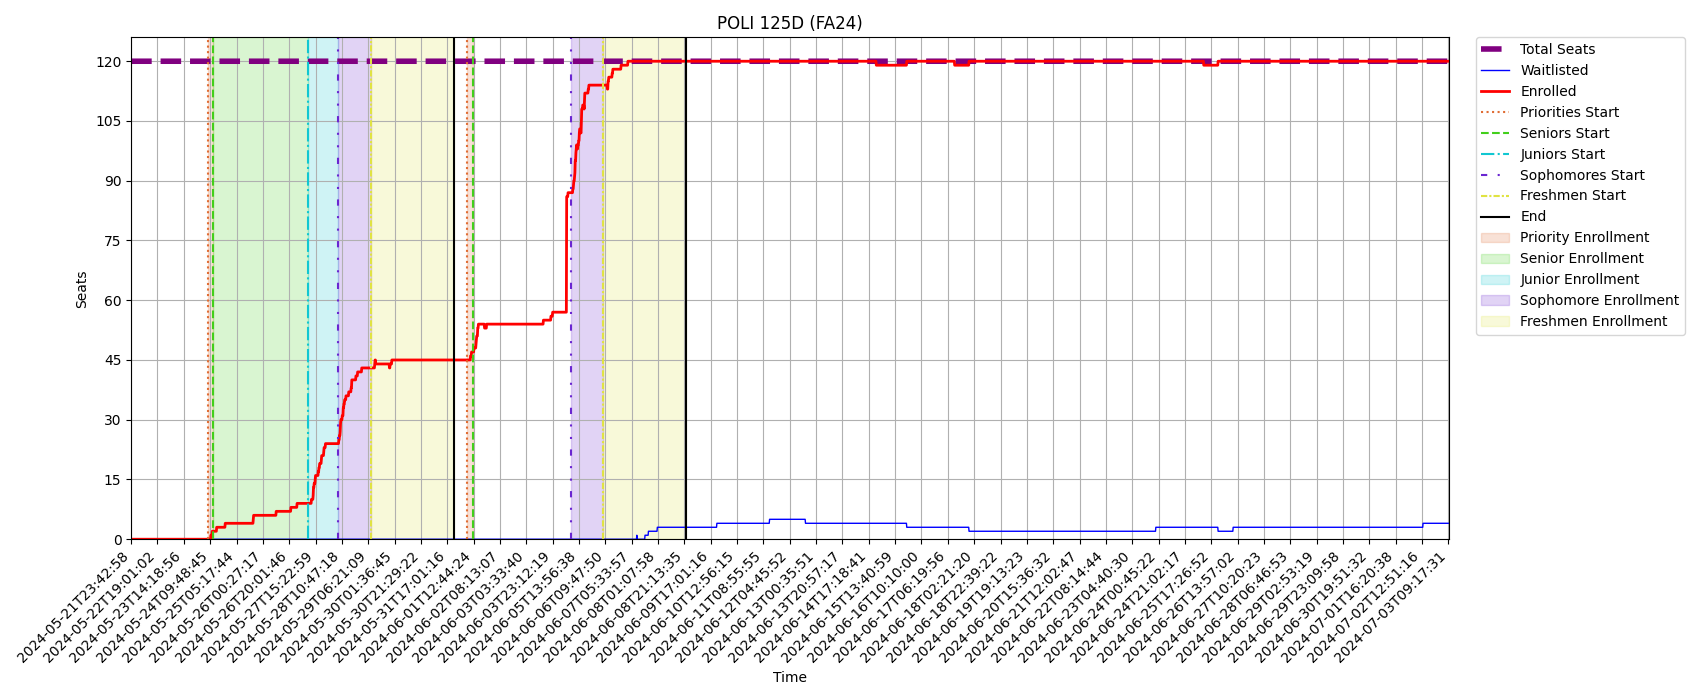 POLI 125D (FA24)
Total Seats
Waitlisted
Enrolled
Priorities Start
Seniors Start
Juniors Start
Sophomores Start
Freshmen Start
End
Priority Enrollment
Senior Enrollment
Junior Enrollment
Sophomore Enrollment
Freshmen Enrollment
Seats
120
105
90
75
60
45
30
15
0
2024-05-21T23:42:58
2024-05-22T19:01:02
2024-05-23T14:18:56
2024-05-24T09:48:45
2024-05-25T05:17:44
2024-05-26T00:27:17
2024-05-26T20:01:46
2024-05-27T15:22:59
2024-05-28T10:47:18
2024-05-29T06:21:09
2024-05-30T01:36:45
2024-05-30T21:29:22
2024-05-31T17:01:16
2024-06-01T12:44:24
2024-06-02T08:13:07
2024-06-03T03:33:40
2024-06-03T23:12:19
2024-06-05T13:56:38
2024-06-06T09:47:50
2024-06-07T05:33:57
2024-06-08T01:07:58
2024-06-08T21:13:35
2024-06-09T17:01:16
2024-06-10T12:56:15
2024-06-11T08:55:55
2024-06-12T04:45:52
2024-06-13T00:35:51
2024-06-13T20:57:17
2024-06-14T17:18:41
2024-06-15T13:40:59
2024-06-16T10:10:00
2024-06-17T06:19:56
2024-06-18T02:21:20
2024-06-18T22:39:22
2024-06-19T19:13:23
2024-06-20T15:36:32
2024-06-21T12:02:47
2024-06-22T08:14:44
2024-06-23T04:40:30
2024-06-24T00:45:22
2024-06-24T21:02:17
2024-06-25T17:26:52
2024-06-26T13:57:02
2024-06-27T10:20:23
2024-06-28T06:46:53
2024-06-29T02:53:19
2024-06-29T23:09:58
2024-06-30T19:51:32
2024-07-01T16:20:38
2024-07-02T12:51:16
2024-07-03T09:17:31
Time